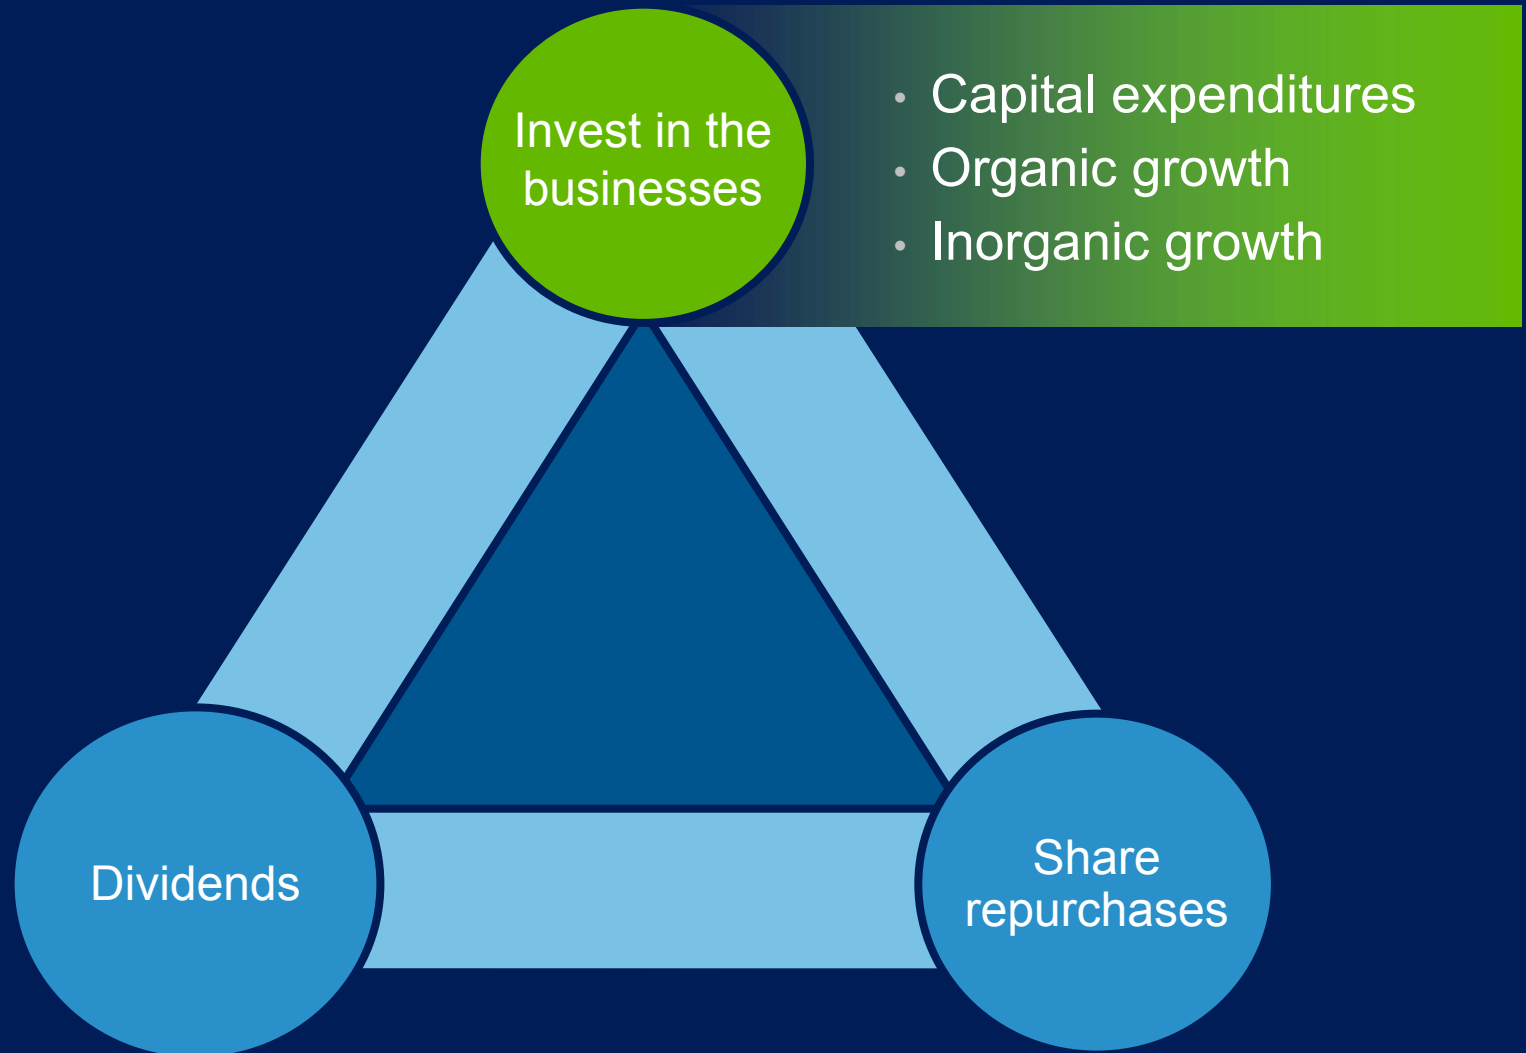 Invest in the
businesses
• Capital expenditures
• Organic growth
• Inorganic growth
Dividends
Share
repurchases